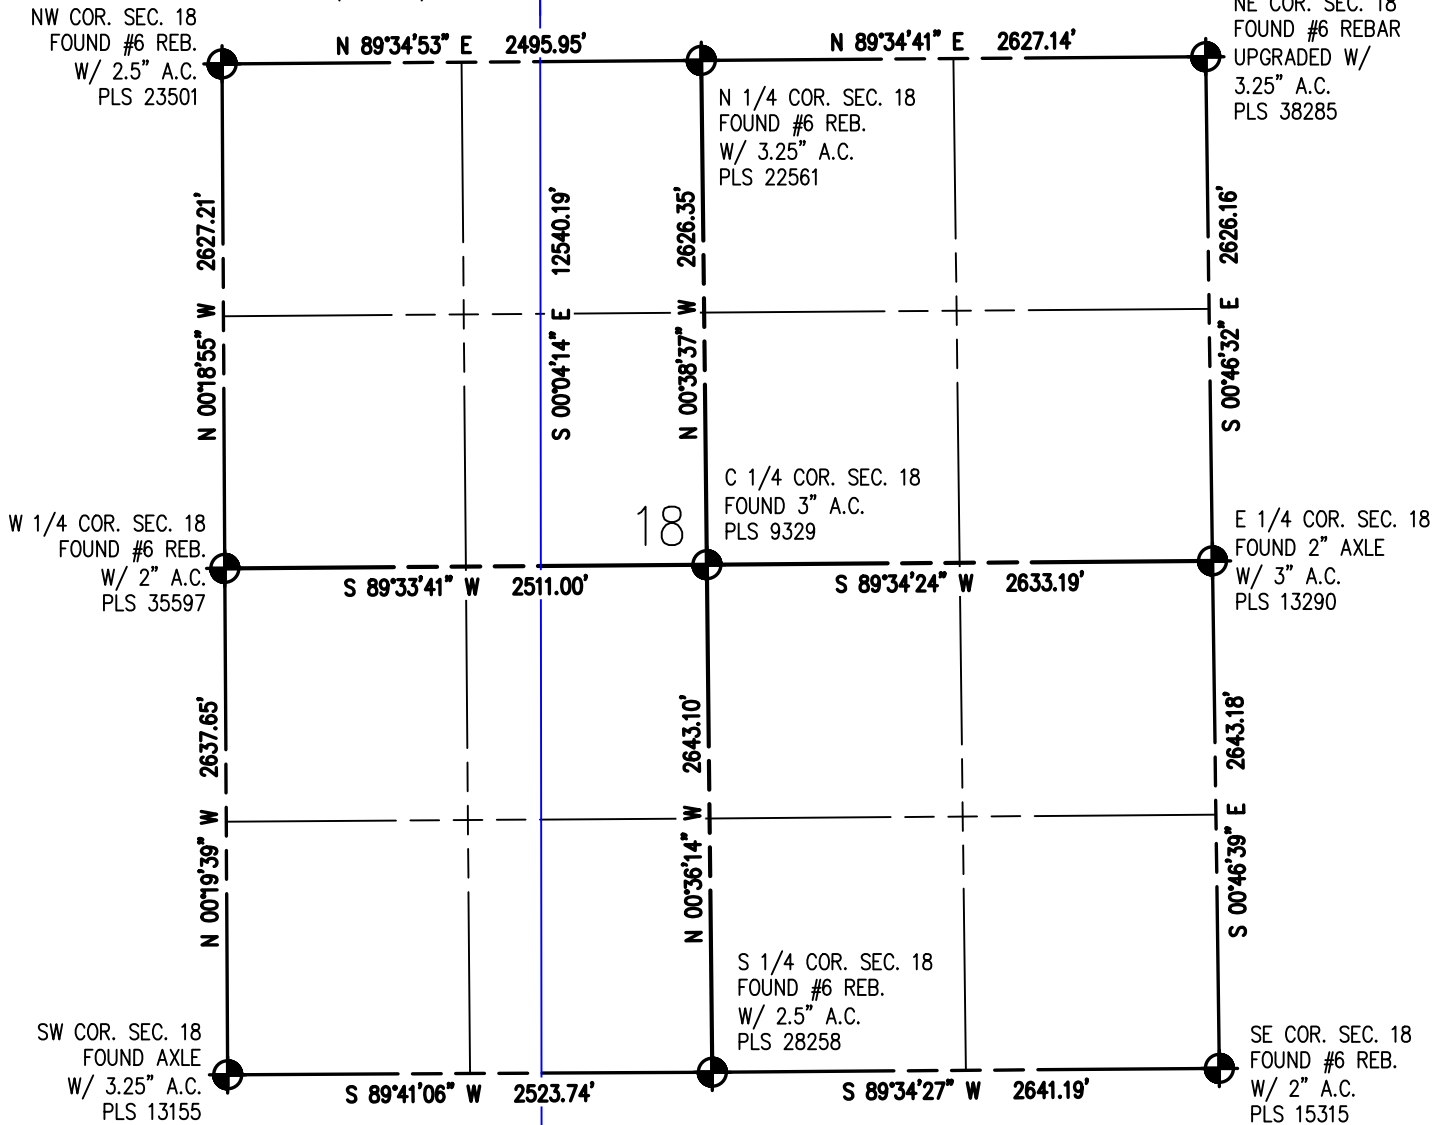 NW COR. SEC. 18
FOUND #6 REB.
W/ 2.5" A.C.
PLS 23501
N 89°34'53" E 2495.95'
N 89°34'41" E 2627.14'
NE COR. SEC. 18
FOUND #6 REBAR
UPGRADED W/
3.25" A.C.
PLS 38285
N 1/4 COR. SEC. 18
FOUND #6 REB.
W/ 3.25" A.C.
PLS 22561
N 00°18'55" W 2627.21'
S 00°04'14" E 12540.19'
N 00°38'37" W 2626.35'
S 00°46'32" E 2626.16'
C 1/4 COR. SEC. 18
FOUND 3" A.C.
PLS 9329
18
W 1/4 COR. SEC. 18
FOUND #6 REB.
W/ 2" A.C.
PLS 35597
S 89°33'41" W 2511.00'
S 89°34'24" W 2633.19'
E 1/4 COR. SEC. 18
FOUND 2" AXLE
W/ 3" A.C.
PLS 13290
N 00°19'39" W 2637.65'
N 00°36'14" W 2643.10'
S 00°46'39" E 2643.18'
S 1/4 COR. SEC. 18
FOUND #6 REB.
W/ 2.5" A.C.
PLS 28258
SW COR. SEC. 18
FOUND AXLE
W/ 3.25" A.C.
PLS 13155
S 89°41'06" W 2523.74'
S 89°34'27" W 2641.19'
SE COR. SEC. 18
FOUND #6 REB.
W/ 2" A.C.
PLS 15315